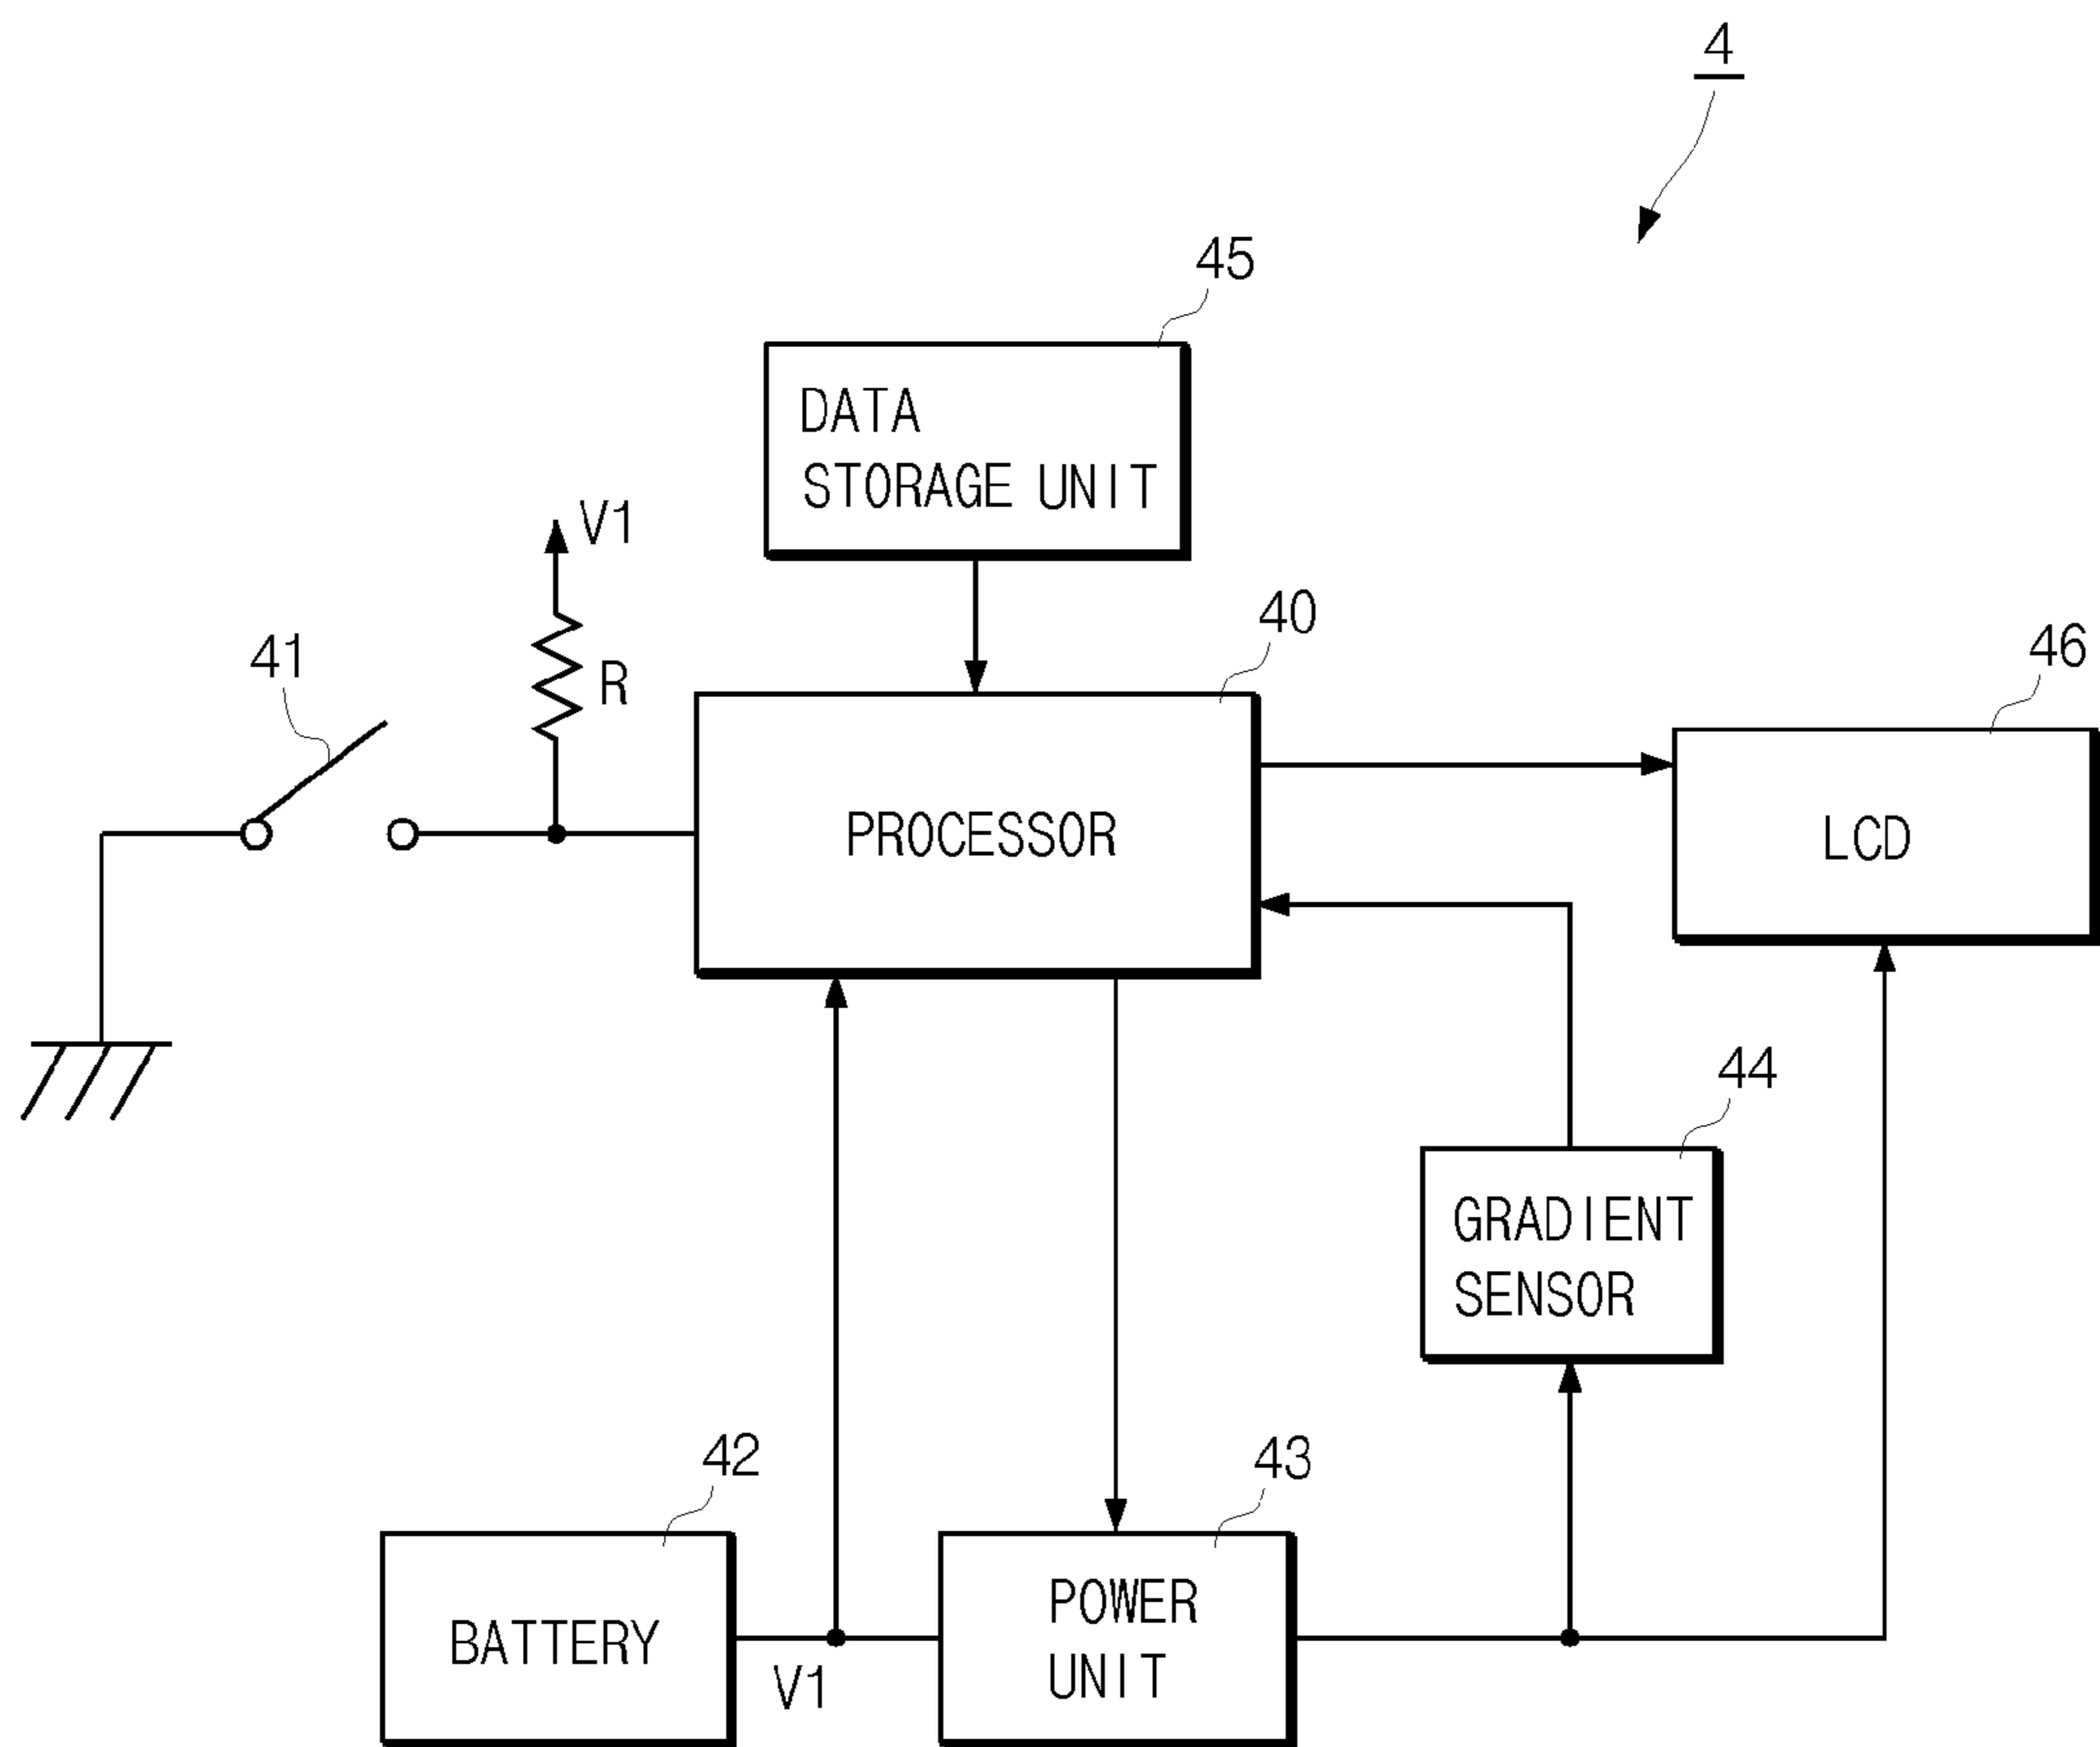 4
45
DATA
STORAGE UNIT
V1
40
41
R
46
PROCESSOR
LCD
44
GRADIENT
SENSOR
42
43
BATTERY
V1
POWER
UNIT